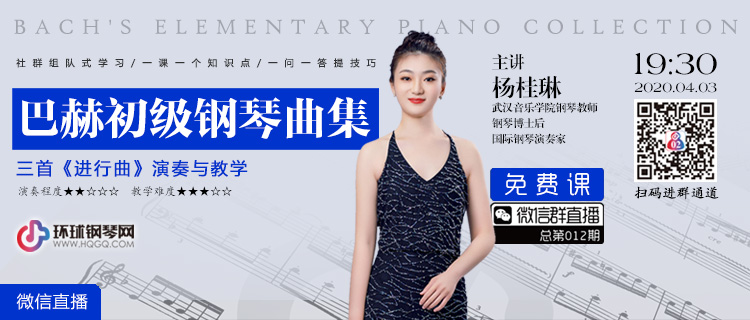 BACH'S ELEMENTARY PIANO COLLECTION
社群组队式学习/一课一个知识点/一问一答提技巧
巴赫初级钢琴曲集
三首《进行曲》演奏与教学
演奏程度★★☆☆☆ 教学难度★★★☆☆
环球钢琴网
WWW.HQGQ.COM
微信直播
主讲
杨桂琳
武汉音乐学院钢琴教师
钢琴博士后
国际钢琴演奏家
免费课
微信群直播
总第012期
19:30
2020.04.03
扫码进群通道